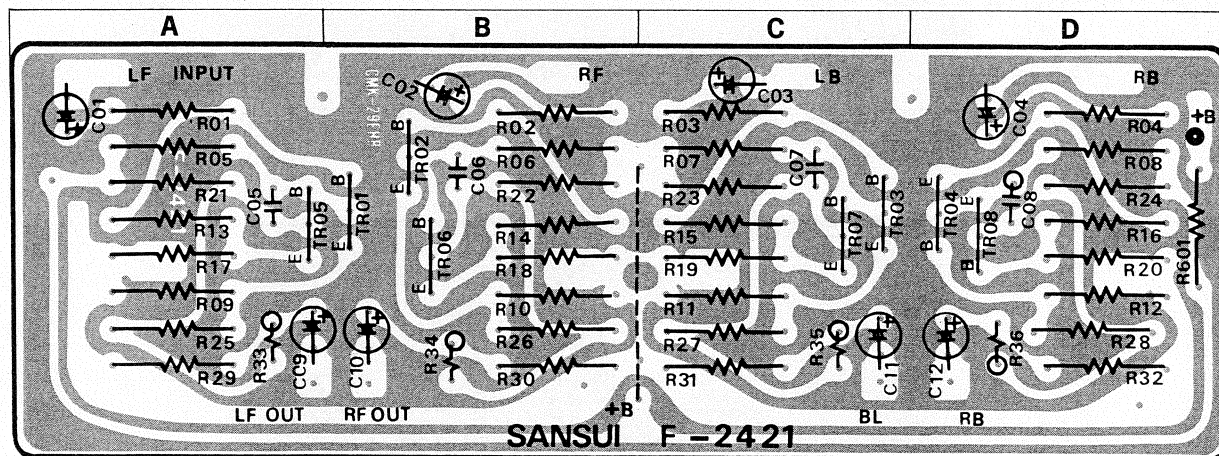 A B C D
LF INPUT RF LB RB
C01 C02 C03 C04 +B
R01 R02 R03 R04
R05 R06 R07 R08
R21 R22 R23 R24
R13 R14 R15 R16
R17 R18 R19 R20
R09 R10 R11 R12
R25 R26 R27 R28
R29 R30 R31 R32
C05 B E TR05 B E TR01
B E TR02 C06 B E TR06
C07 B E TR07 B E TR03
E B TR04 E B TR08 C08 R601
R33 C09 C10 R34 R35 C11 C12 R36
LF OUT RF OUT +B BL RB
SANSUI F-2421